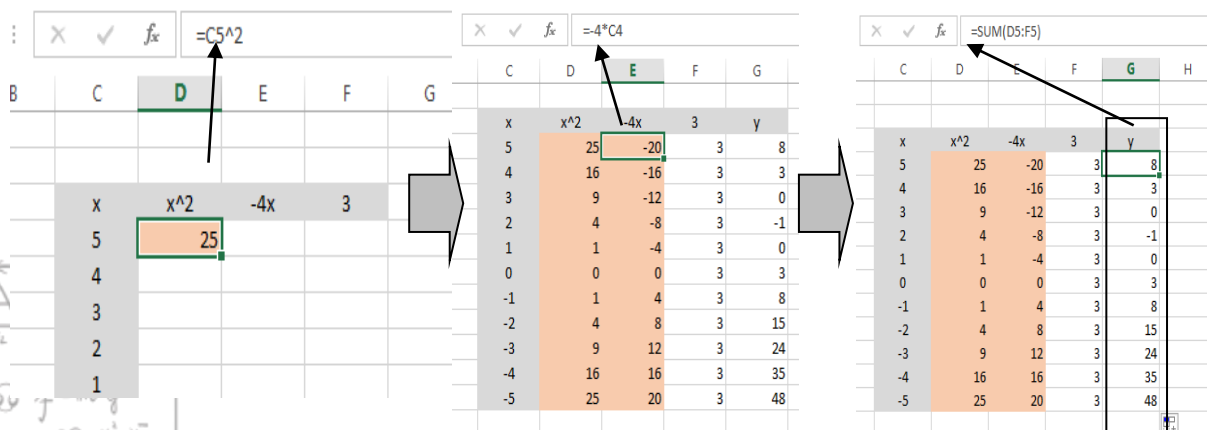 fx =C5^2
B C D E F G
x x^2 -4x 3
5 25
4
3
2
1
fx =-4*C4
C D E F G
x x^2 -4x 3 y
5 25 -20 3 8
4 16 -16 3 3
3 9 -12 3 0
2 4 -8 3 -1
1 1 -4 3 0
0 0 0 3 3
-1 1 4 3 8
-2 4 8 3 15
-3 9 12 3 24
-4 16 16 3 35
-5 25 20 3 48
fx =SUM(D5:F5)
C D E F G H
x x^2 -4x 3 y
5 25 -20 3 8
4 16 -16 3 3
3 9 -12 3 0
2 4 -8 3 -1
1 1 -4 3 0
0 0 0 3 3
-1 1 4 3 8
-2 4 8 3 15
-3 9 12 3 24
-4 16 16 3 35
-5 25 20 3 48